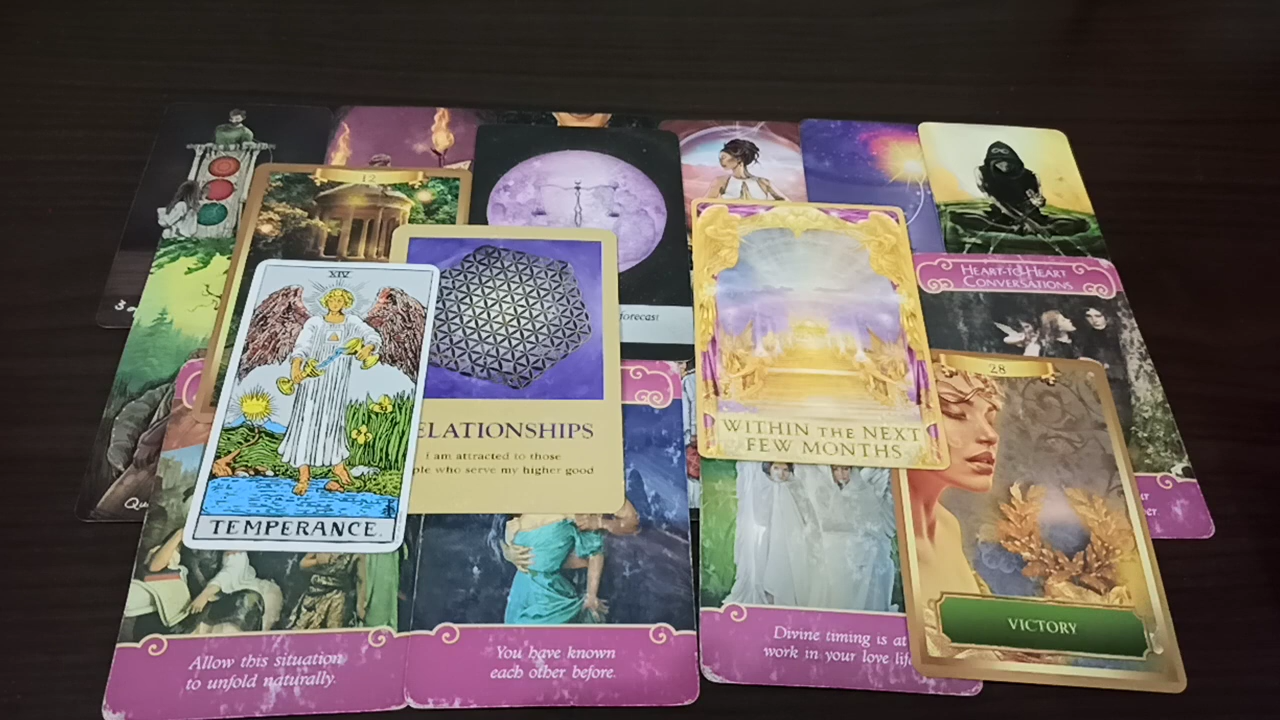 12
XIV
forecast
HEART-TO-HEART
CONVERSATIONS
ELATIONSHIPS
I am attracted to those
ple who serve my higher good
WITHIN THE NEXT
FEW MONTHS
28
TEMPERANCE.
VICTORY
Allow this situation
to unfold naturally.
You have known
each other before.
Divine timing is at
work in your love lif